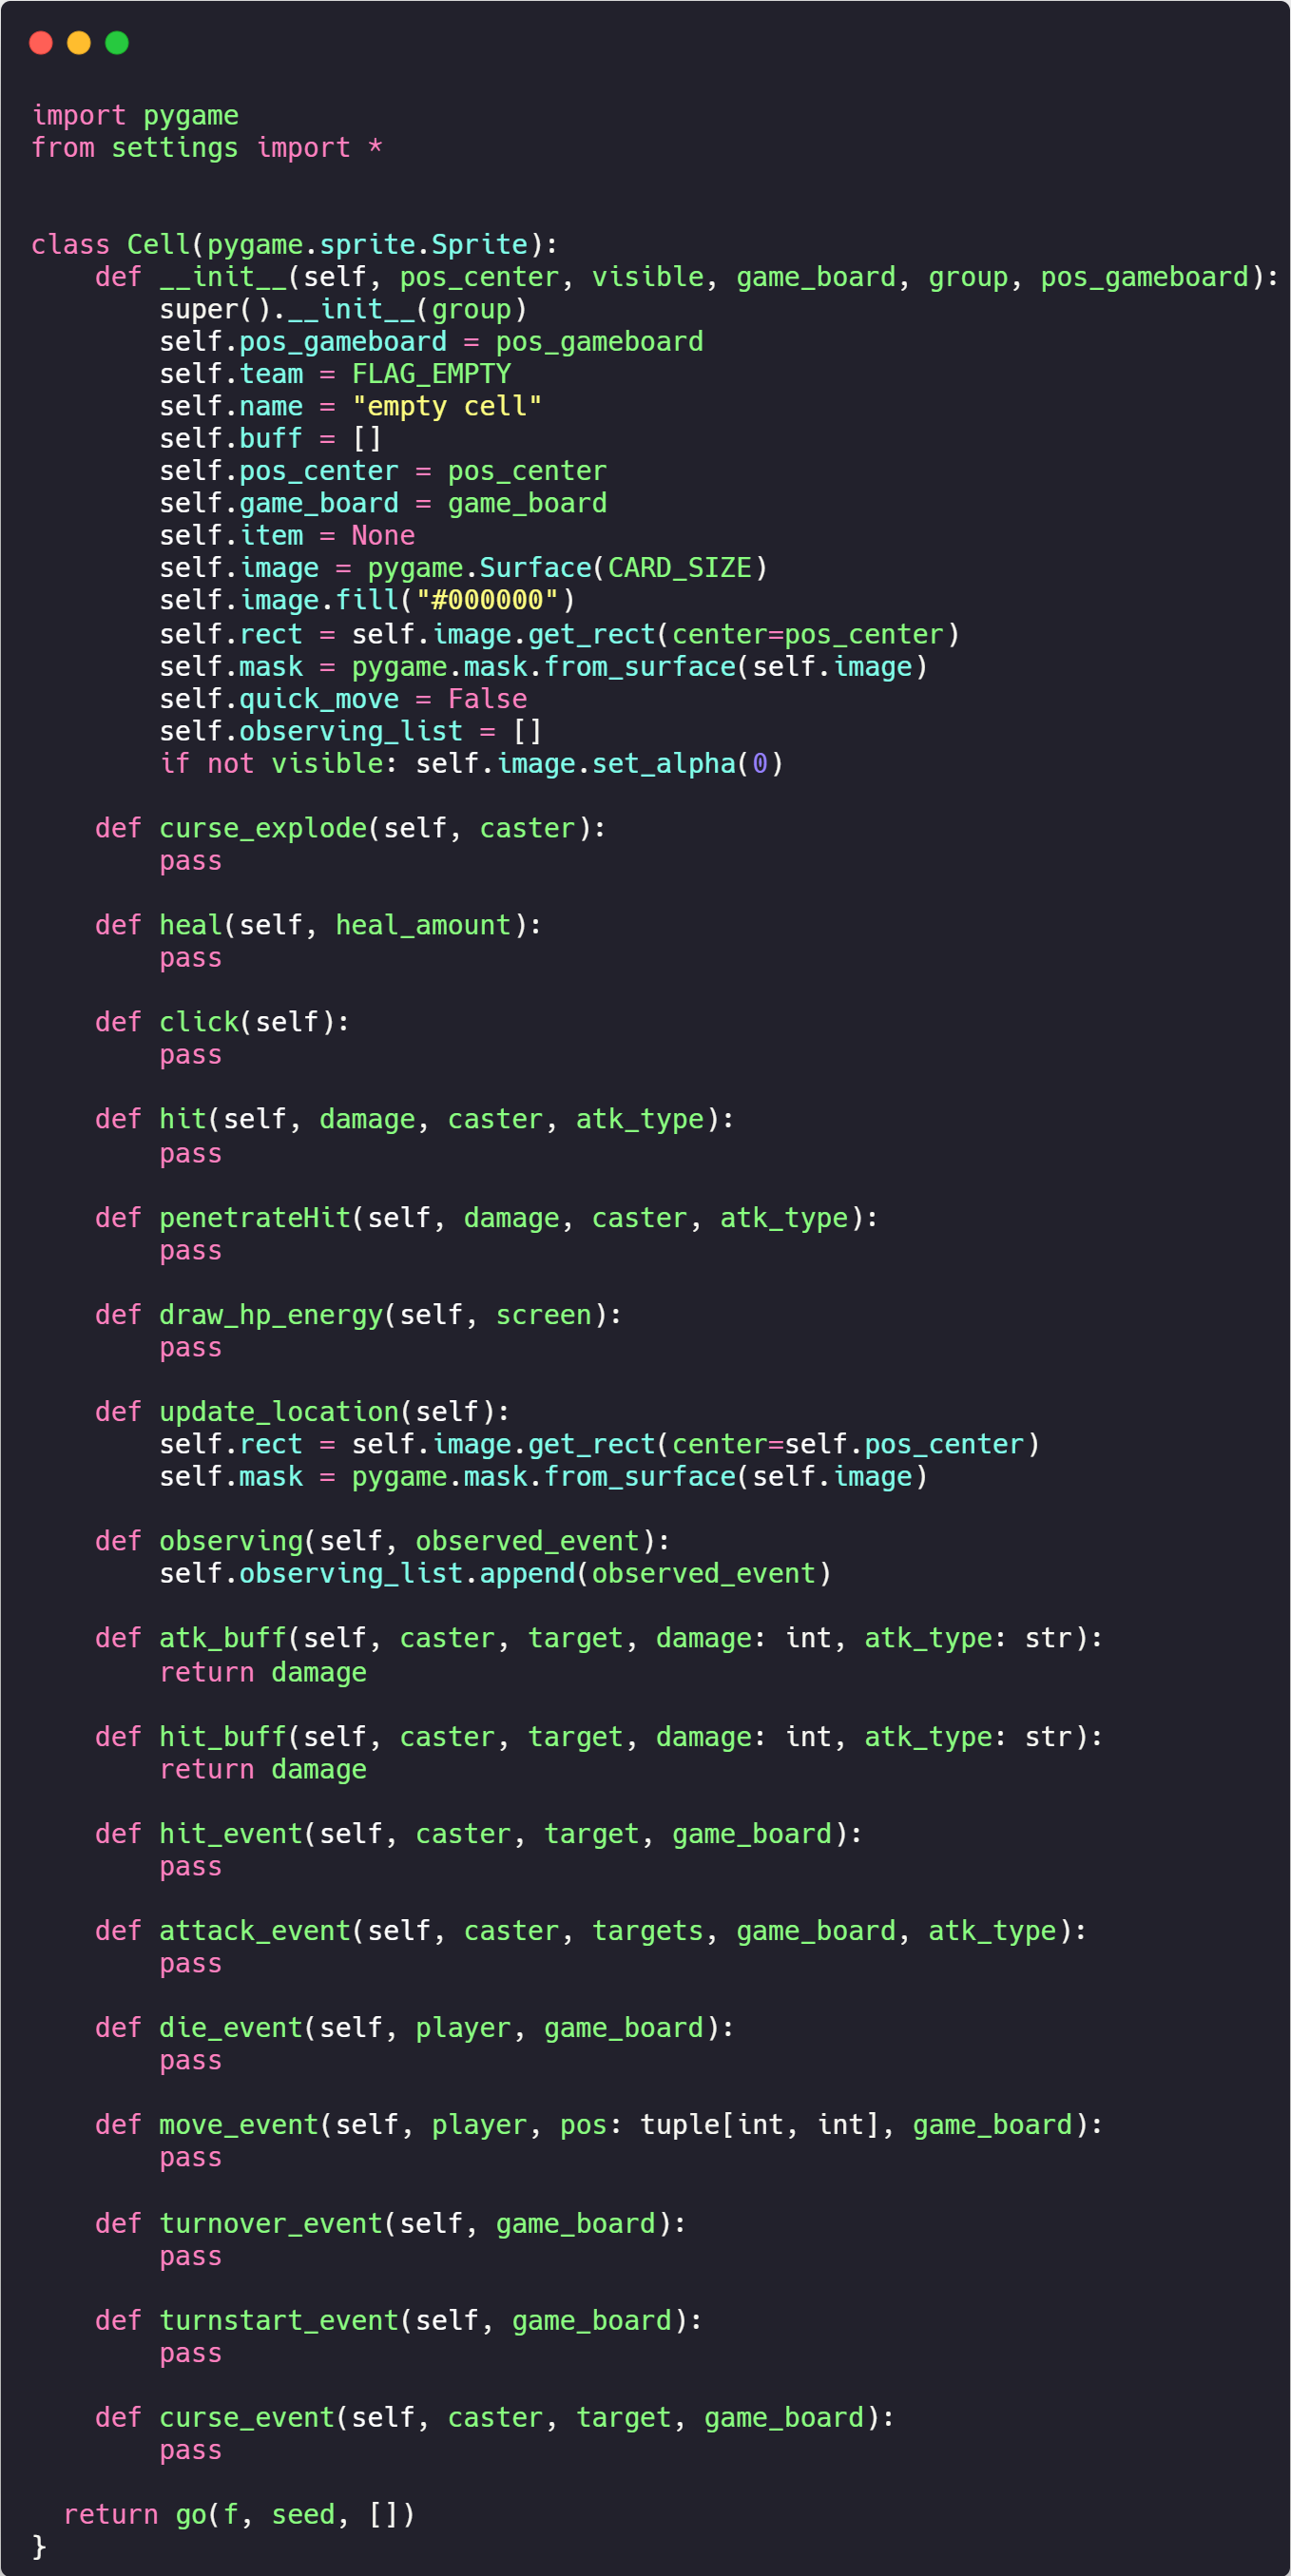 import pygame
from settings import *


class Cell(pygame.sprite.Sprite):
    def __init__(self, pos_center, visible, game_board, group, pos_gameboard):
        super().__init__(group)
        self.pos_gameboard = pos_gameboard
        self.team = FLAG_EMPTY
        self.name = "empty cell"
        self.buff = []
        self.pos_center = pos_center
        self.game_board = game_board
        self.item = None
        self.image = pygame.Surface(CARD_SIZE)
        self.image.fill("#000000")
        self.rect = self.image.get_rect(center=pos_center)
        self.mask = pygame.mask.from_surface(self.image)
        self.quick_move = False
        self.observing_list = []
        if not visible: self.image.set_alpha(0)

    def curse_explode(self, caster):
        pass

    def heal(self, heal_amount):
        pass

    def click(self):
        pass

    def hit(self, damage, caster, atk_type):
        pass

    def penetrateHit(self, damage, caster, atk_type):
        pass

    def draw_hp_energy(self, screen):
        pass

    def update_location(self):
        self.rect = self.image.get_rect(center=self.pos_center)
        self.mask = pygame.mask.from_surface(self.image)

    def observing(self, observed_event):
        self.observing_list.append(observed_event)

    def atk_buff(self, caster, target, damage: int, atk_type: str):
        return damage

    def hit_buff(self, caster, target, damage: int, atk_type: str):
        return damage

    def hit_event(self, caster, target, game_board):
        pass

    def attack_event(self, caster, targets, game_board, atk_type):
        pass

    def die_event(self, player, game_board):
        pass

    def move_event(self, player, pos: tuple[int, int], game_board):
        pass

    def turnover_event(self, game_board):
        pass

    def turnstart_event(self, game_board):
        pass

    def curse_event(self, caster, target, game_board):
        pass

  return go(f, seed, [])
}